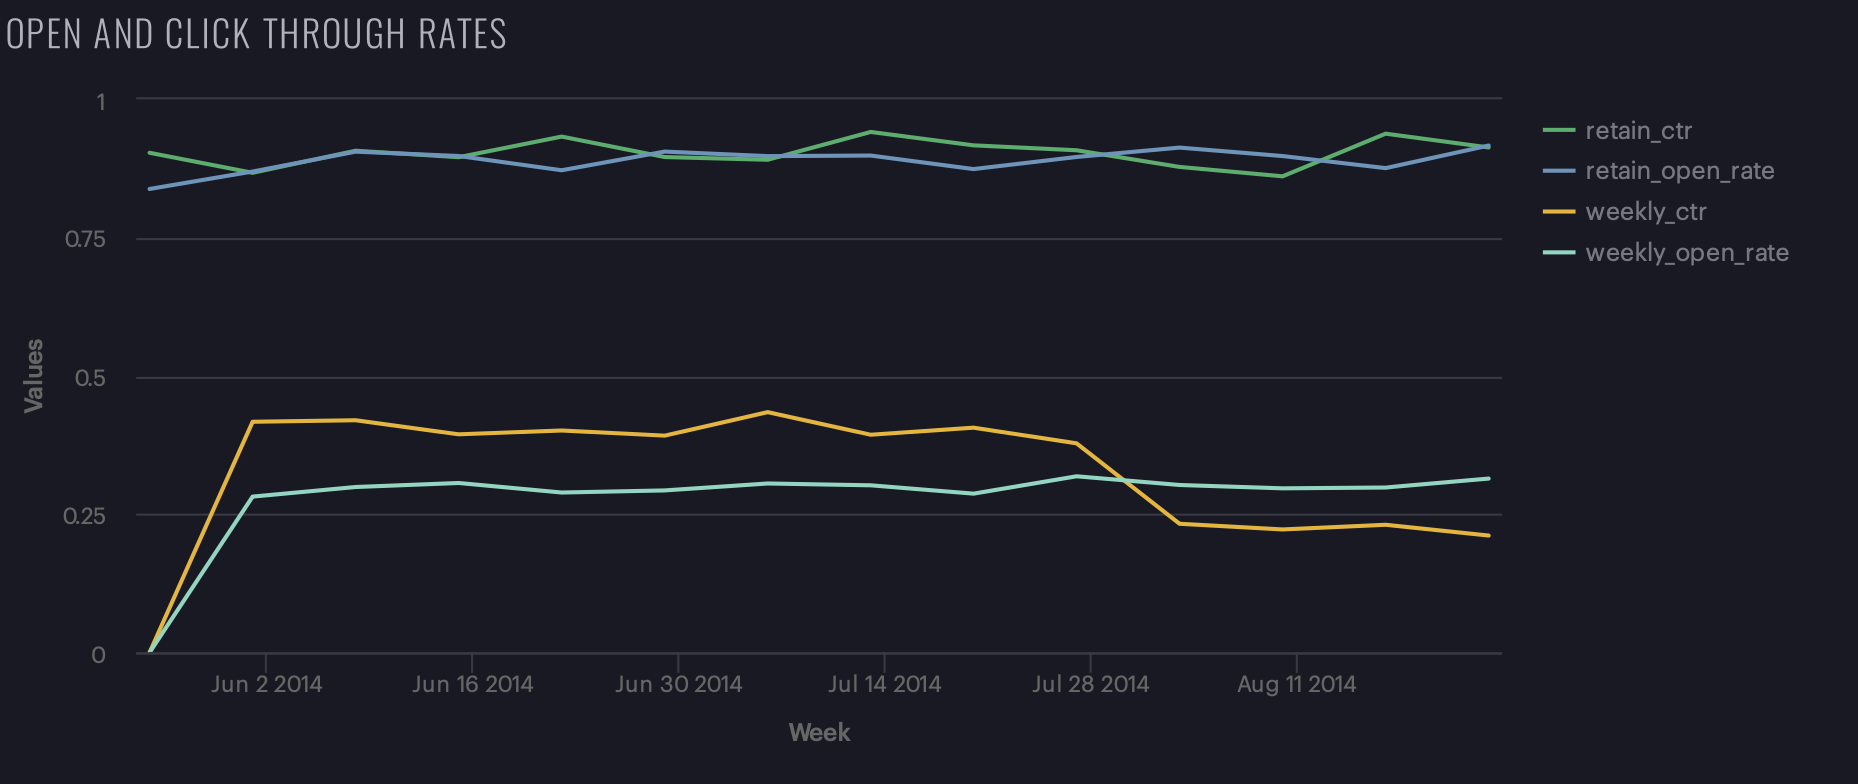 OPEN AND CLICK THROUGH RATES
1
0.75
0.5
0.25
0
Values
Jun 2 2014
Jun 16 2014
Jun 30 2014
Jul 14 2014
Jul 28 2014
Aug 11 2014
Week
retain_ctr
retain_open_rate
weekly_ctr
weekly_open_rate